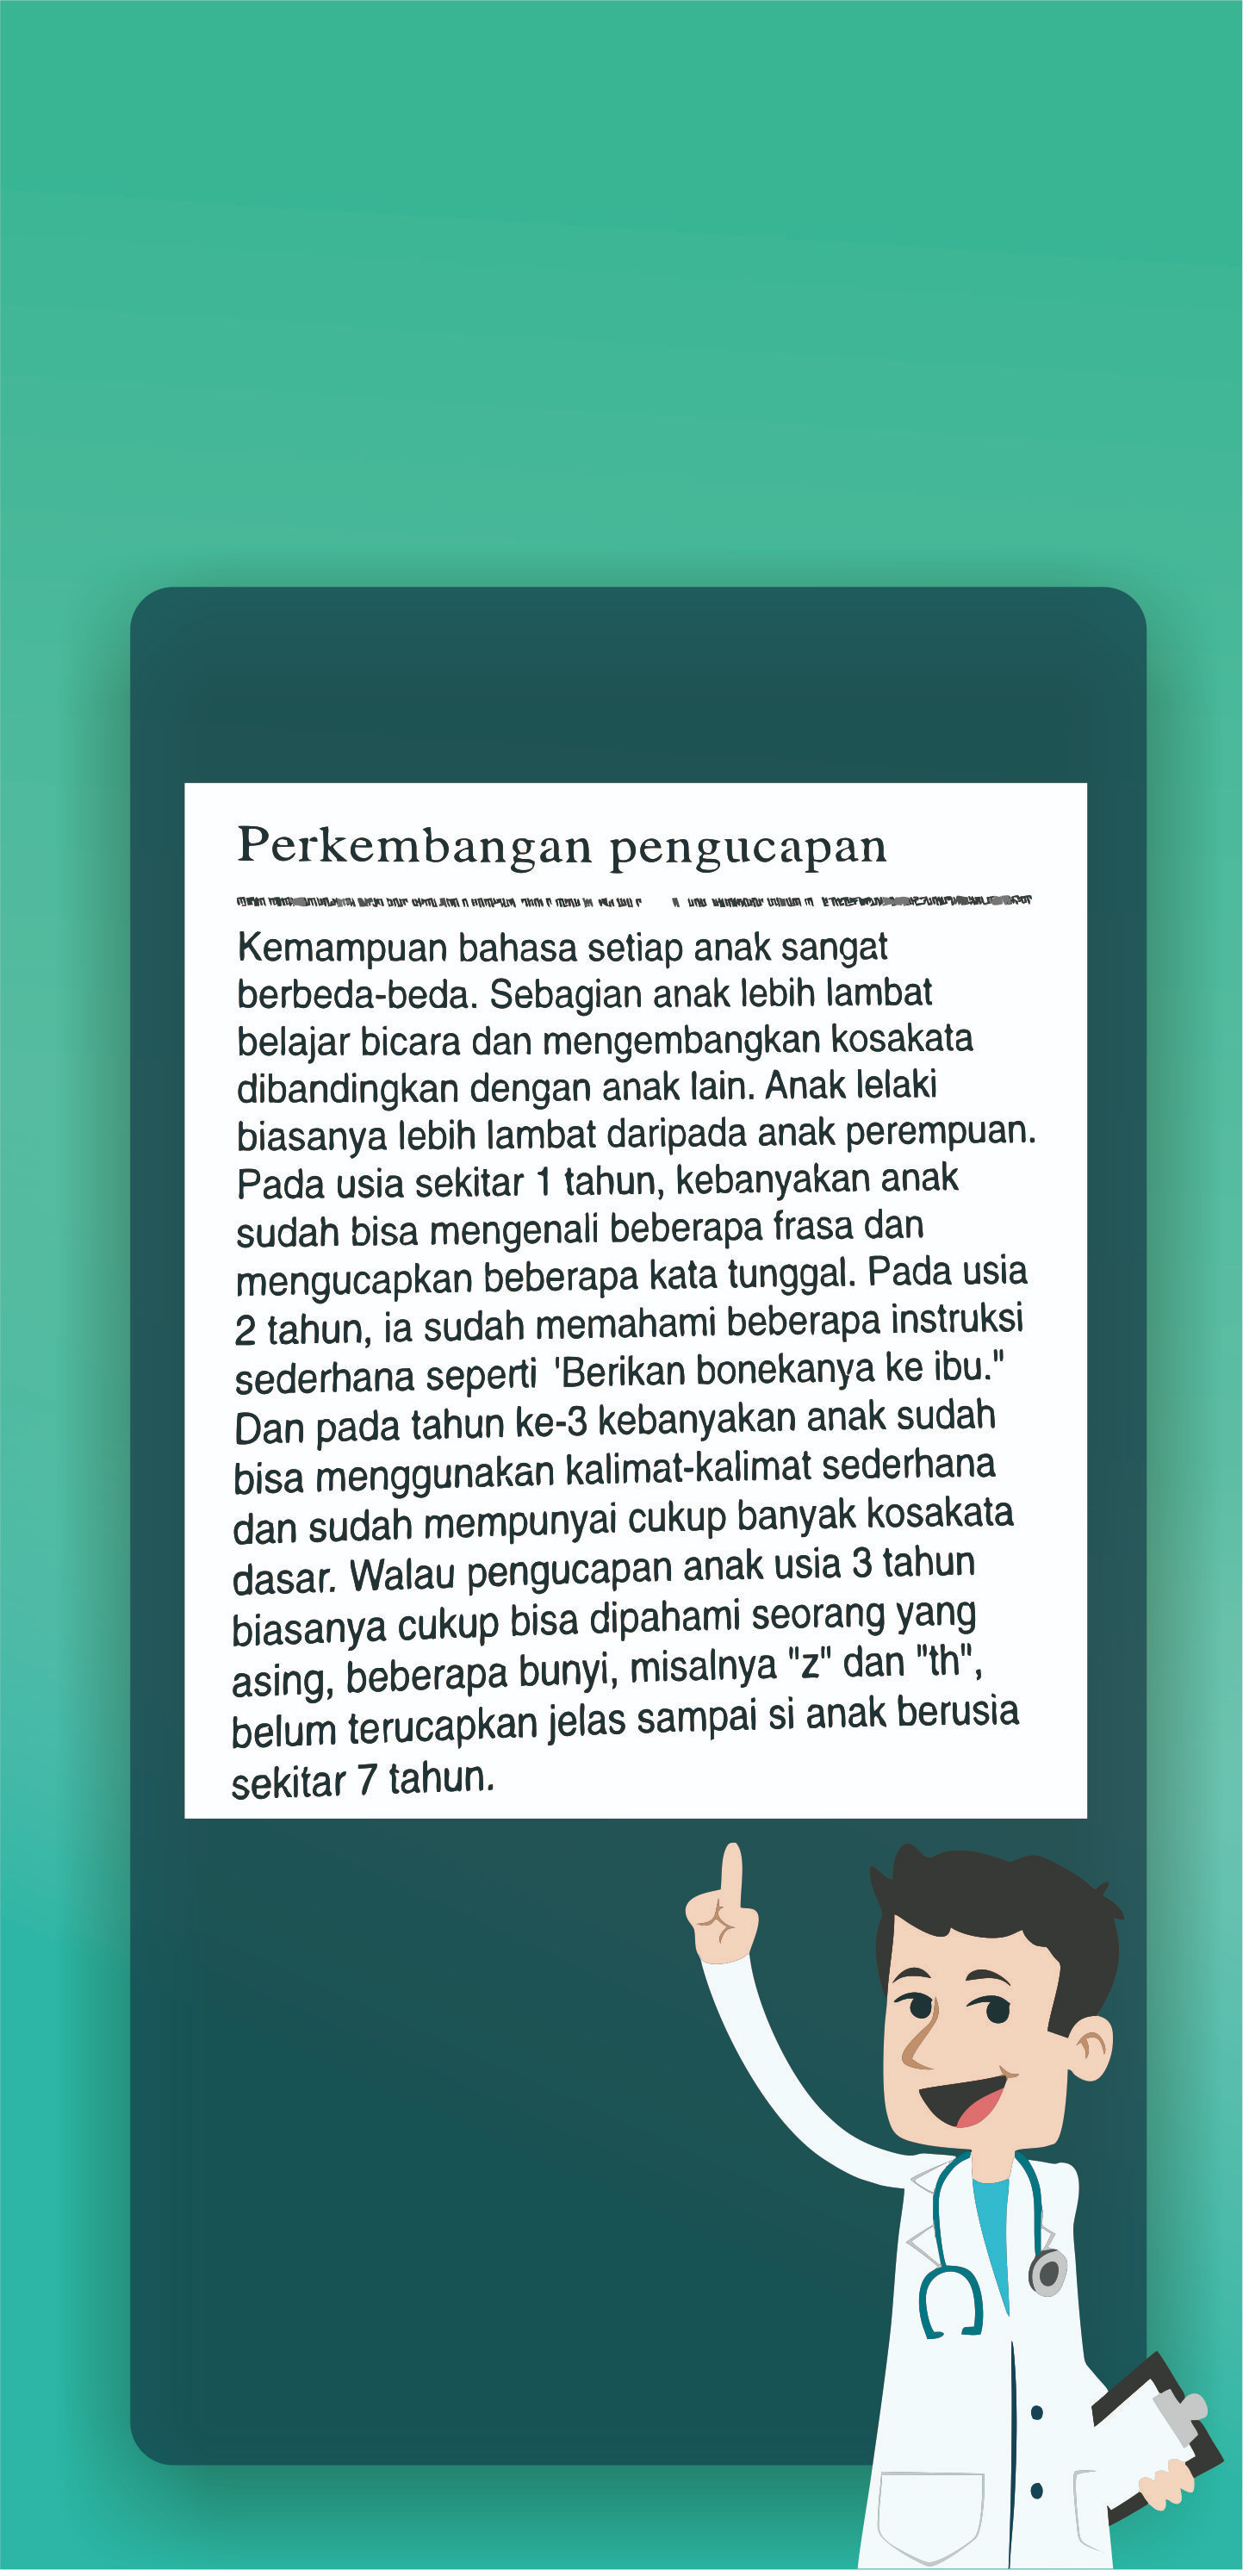 Perkembangan pengucapan
Kemampuan bahasa setiap anak sangat
berbeda-beda. Sebagian anak lebih lambat
belajar bicara dan mengembangkan kosakata
dibandingkan dengan anak lain. Anak lelaki
biasanya lebih lambat daripada anak perempuan.
Pada usia sekitar 1 tahun, kebanyakan anak
sudah bisa mengenali beberapa frasa dan
mengucapkan beberapa kata tunggal. Pada usia
2 tahun, ia sudah memahami beberapa instruksi
sederhana seperti 'Berikan bonekanya ke ibu."
Dan pada tahun ke-3 kebanyakan anak sudah
bisa menggunakan kalimat-kalimat sederhana
dan sudah mempunyai cukup banyak kosakata
dasar. Walau pengucapan anak usia 3 tahun
biasanya cukup bisa dipahami seorang yang
asing, beberapa bunyi, misalnya "z" dan "th",
belum terucapkan jelas sampai si anak berusia
sekitar 7 tahun.